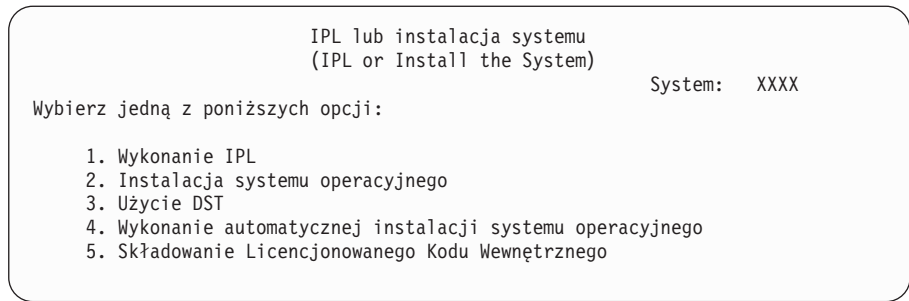 IPL lub instalacja systemu
(IPL or Install the System)
System: XXXX
Wybierz jedną z poniższych opcji:
1. Wykonanie IPL
2. Instalacja systemu operacyjnego
3. Użycie DST
4. Wykonanie automatycznej instalacji systemu operacyjnego
5. Składowanie Licencjonowanego Kodu Wewnętrznego